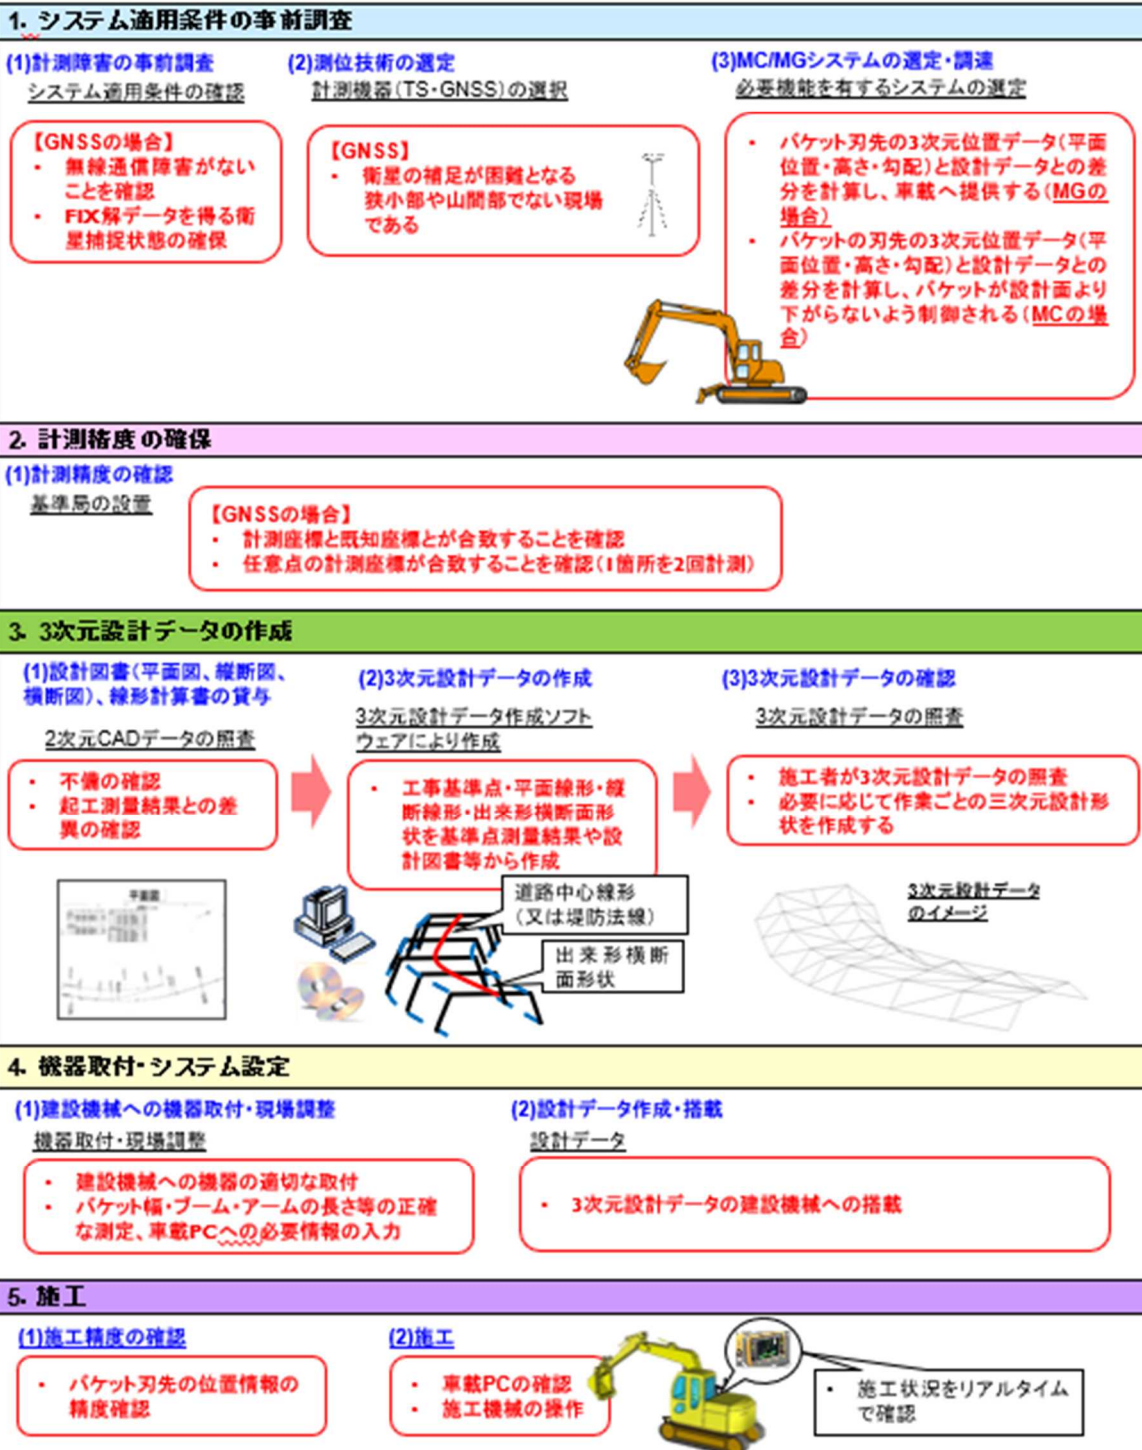 1. システム適用条件の事前調査
(1)計測障害の事前調査
システム適用条件の確認
【GNSSの場合】
・ 無線通信障害がない
ことを確認
・ FIX解データを得る衛
星捕捉状態の確保
(2)測位技術の選定
計測機器(TS・GNSS)の選択
【GNSS】
・ 衛星の補足が困難となる
狭小部や山間部でない現場
である
(3)MC/MGシステムの選定・調達
必要機能を有するシステムの選定
・ バケット刃先の3次元位置データ(平面
位置・高さ・勾配)と設計データとの差
分を計算し、車載へ提供する(MGの
場合)
・ バケットの刃先の3次元位置データ(平
面位置・高さ・勾配)と設計データとの
差分を計算し、バケットが設計面より
下がらないよう制御される(MCの場
合)
2. 計測精度の確保
(1)計測精度の確認
基準局の設置
【GNSSの場合】
・ 計測座標と既知座標とが合致することを確認
・ 任意点の計測座標が合致することを確認(1箇所を2回計測)
3. 3次元設計データの作成
(1)設計図書(平面図、縦断図、
横断図)、線形計算書の貸与
2次元CADデータの照査
・ 不備の確認
・ 起工測量結果との差
異の確認
平面図
(2)3次元設計データの作成
3次元設計データ作成ソフト
ウェアにより作成
・ 工事基準点・平面線形・縦
断線形・出来形横断面形
状を基準点測量結果や設
計図書等から作成
道路中心線形
(又は堤防法線)
出来形横断
面形状
(3)3次元設計データの確認
3次元設計データの照査
・ 施工者が3次元設計データの照査
・ 必要に応じて作業ごとの三次元設計形
状を作成する
3次元設計データ
のイメージ
4. 機器取付・システム設定
(1)建設機械への機器取付・現場調整
機器取付・現場調整
・ 建設機械への機器の適切な取付
・ バケット幅・ブーム・アームの長さ等の正確
な測定、車載PCへの必要情報の入力
(2)設計データ作成・搭載
設計データ
・ 3次元設計データの建設機械への搭載
5. 施工
(1)施工精度の確認
・ バケット刃先の位置情報の
精度確認
(2)施工
・ 車載PCの確認
・ 施工機械の操作
・ 施工状況をリアルタイム
で確認